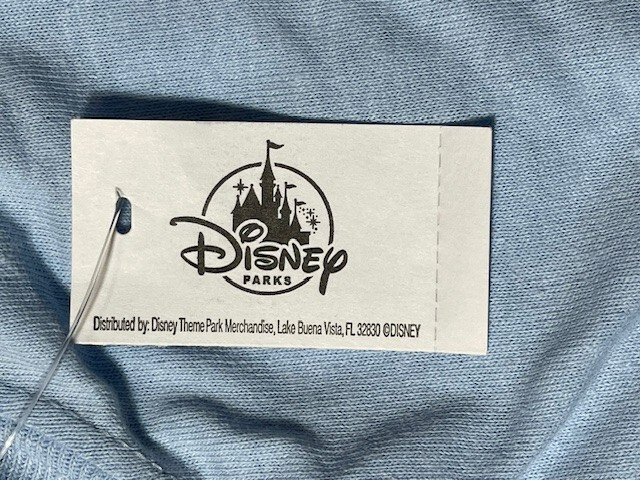 Disney
PARKS
Distributed by: Disney Theme Park Merchandise, Lake Buena Vista, FL 32830 ©DISNEY